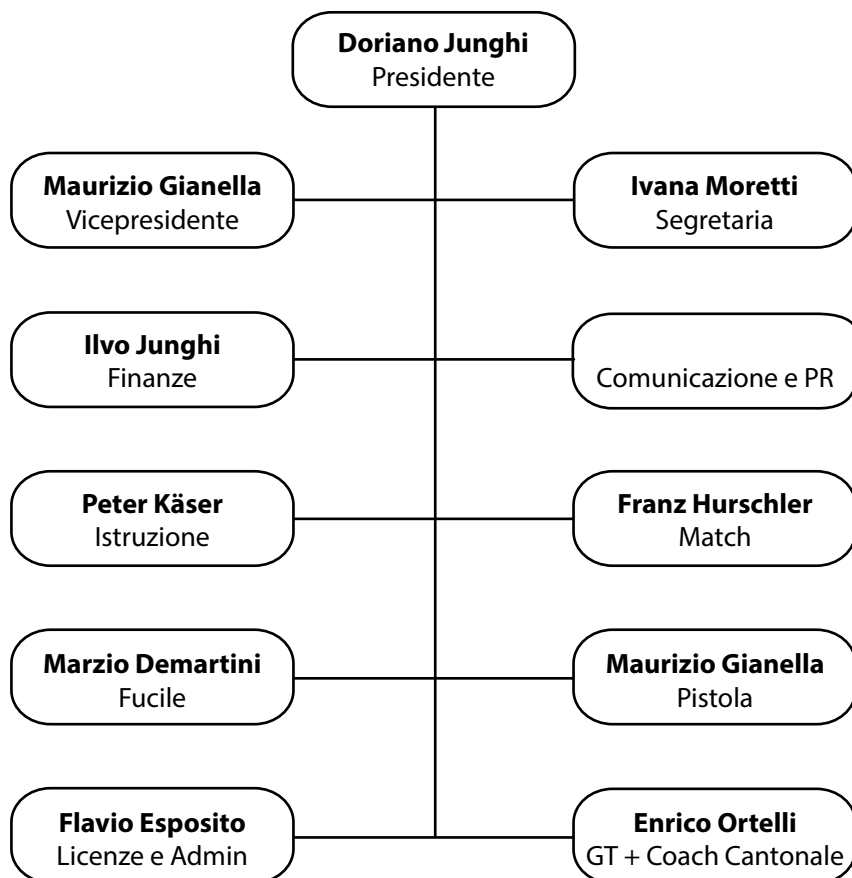 Doriano Junghi
Presidente
Maurizio Gianella
Vicepresidente
Ivana Moretti
Segretaria
Ilvo Junghi
Finanze
Comunicazione e PR
Peter Käser
Istruzione
Franz Hurschler
Match
Marzio Demartini
Fucile
Maurizio Gianella
Pistola
Flavio Esposito
Licenze e Admin
Enrico Ortelli
GT + Coach Cantonale